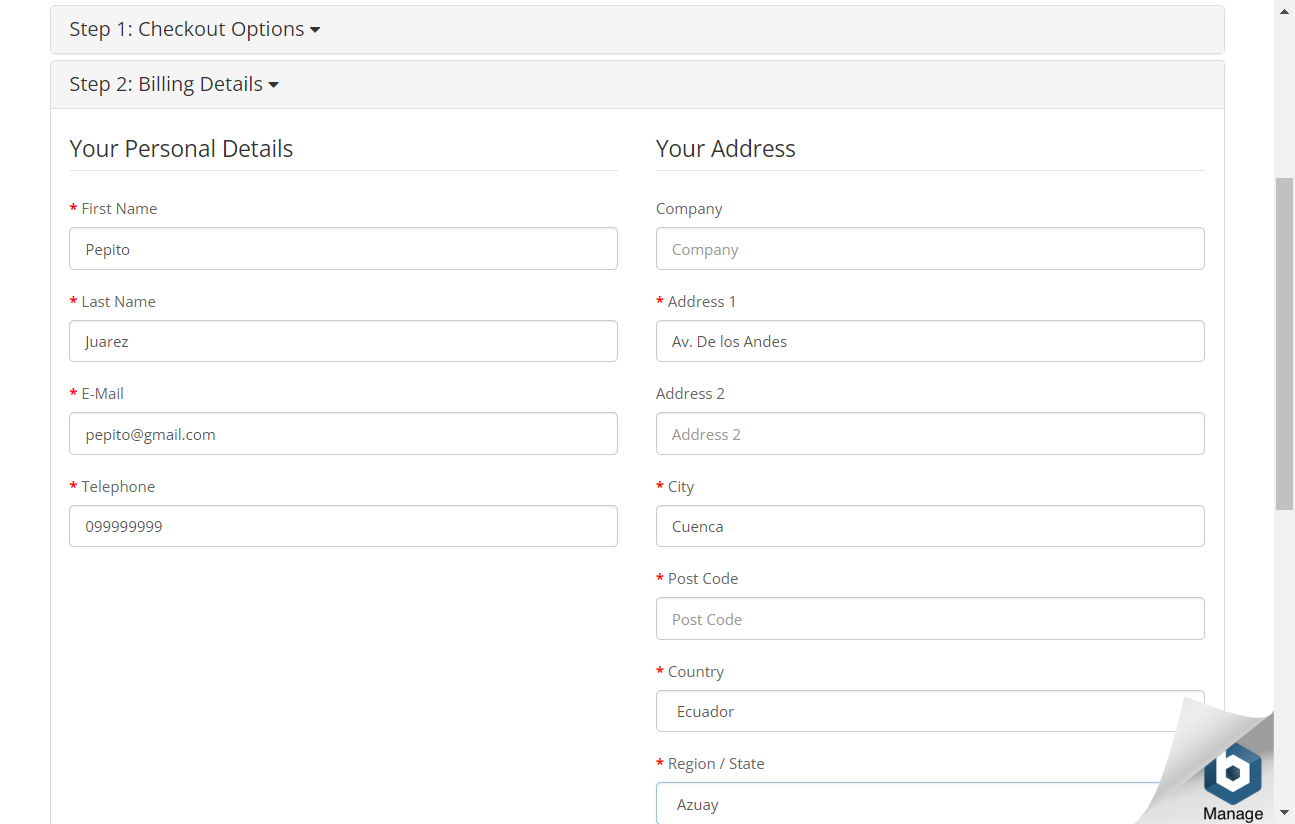 Step 1: Checkout Options
Step 2: Billing Details
Your Personal Details
* First Name
Pepito
* Last Name
Juarez
* E-Mail
pepito@gmail.com
* Telephone
099999999
Your Address
Company
Company
* Address 1
Av. De los Andes
Address 2
Address 2
* City
Cuenca
* Post Code
Post Code
* Country
Ecuador
* Region / State
Azuay
b
Manage